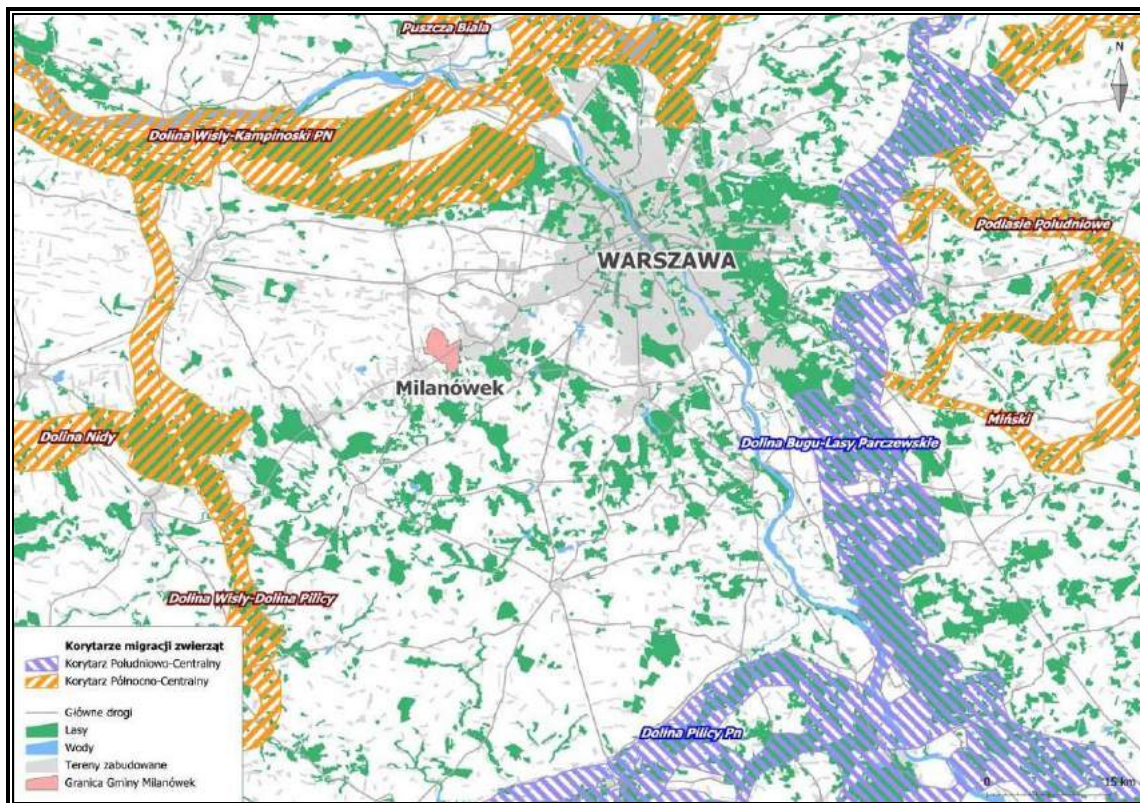 Puszcza Biała
N
Dolina Wisły-Kampinoski PN
Podlasie Południowe
WARSZAWA
Milanówek
Miński
Dolina Nidy
Dolina Bugu-Lasy Parczewskie
Dolina Wisły-Dolina Pilicy
Korytarze migracji zwierząt
Korytarz Południowo-Centralny
Korytarz Północno-Centralny
Główne drogi
Lasy
Wody
Tereny zabudowane
Granica Gminy Milanówek
Dolina Pilicy Pn
0 15 km